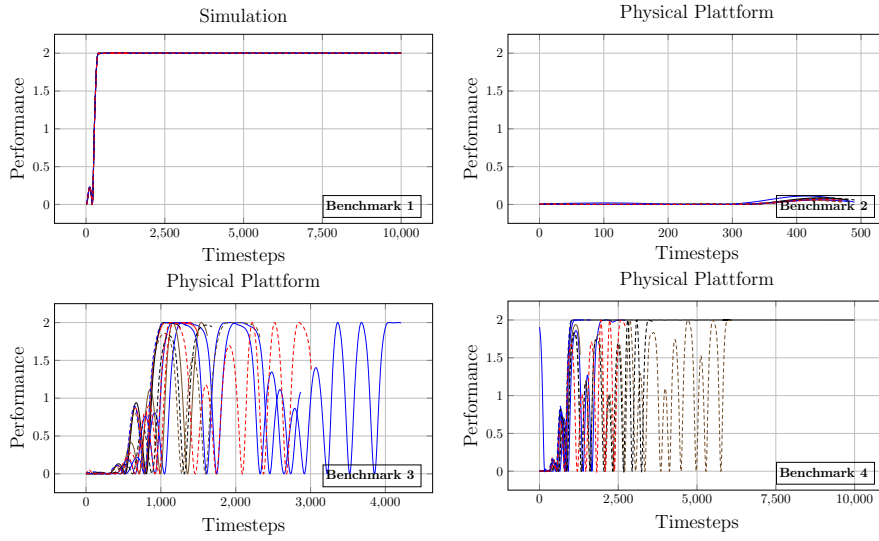 Simulation
Performance
2
1.5
1
0.5
0
Benchmark 1
0 2,500 5,000 7,500 10,000
Timesteps
Physical Plattform
Performance
2
1.5
1
0.5
0
Benchmark 2
0 100 200 300 400 500
Timesteps
Physical Plattform
Performance
2
1.5
1
0.5
0
Benchmark 3
0 1,000 2,000 3,000 4,000
Timesteps
Physical Plattform
Performance
2
1.5
1
0.5
0
Benchmark 4
0 2,500 5,000 7,500 10,000
Timesteps